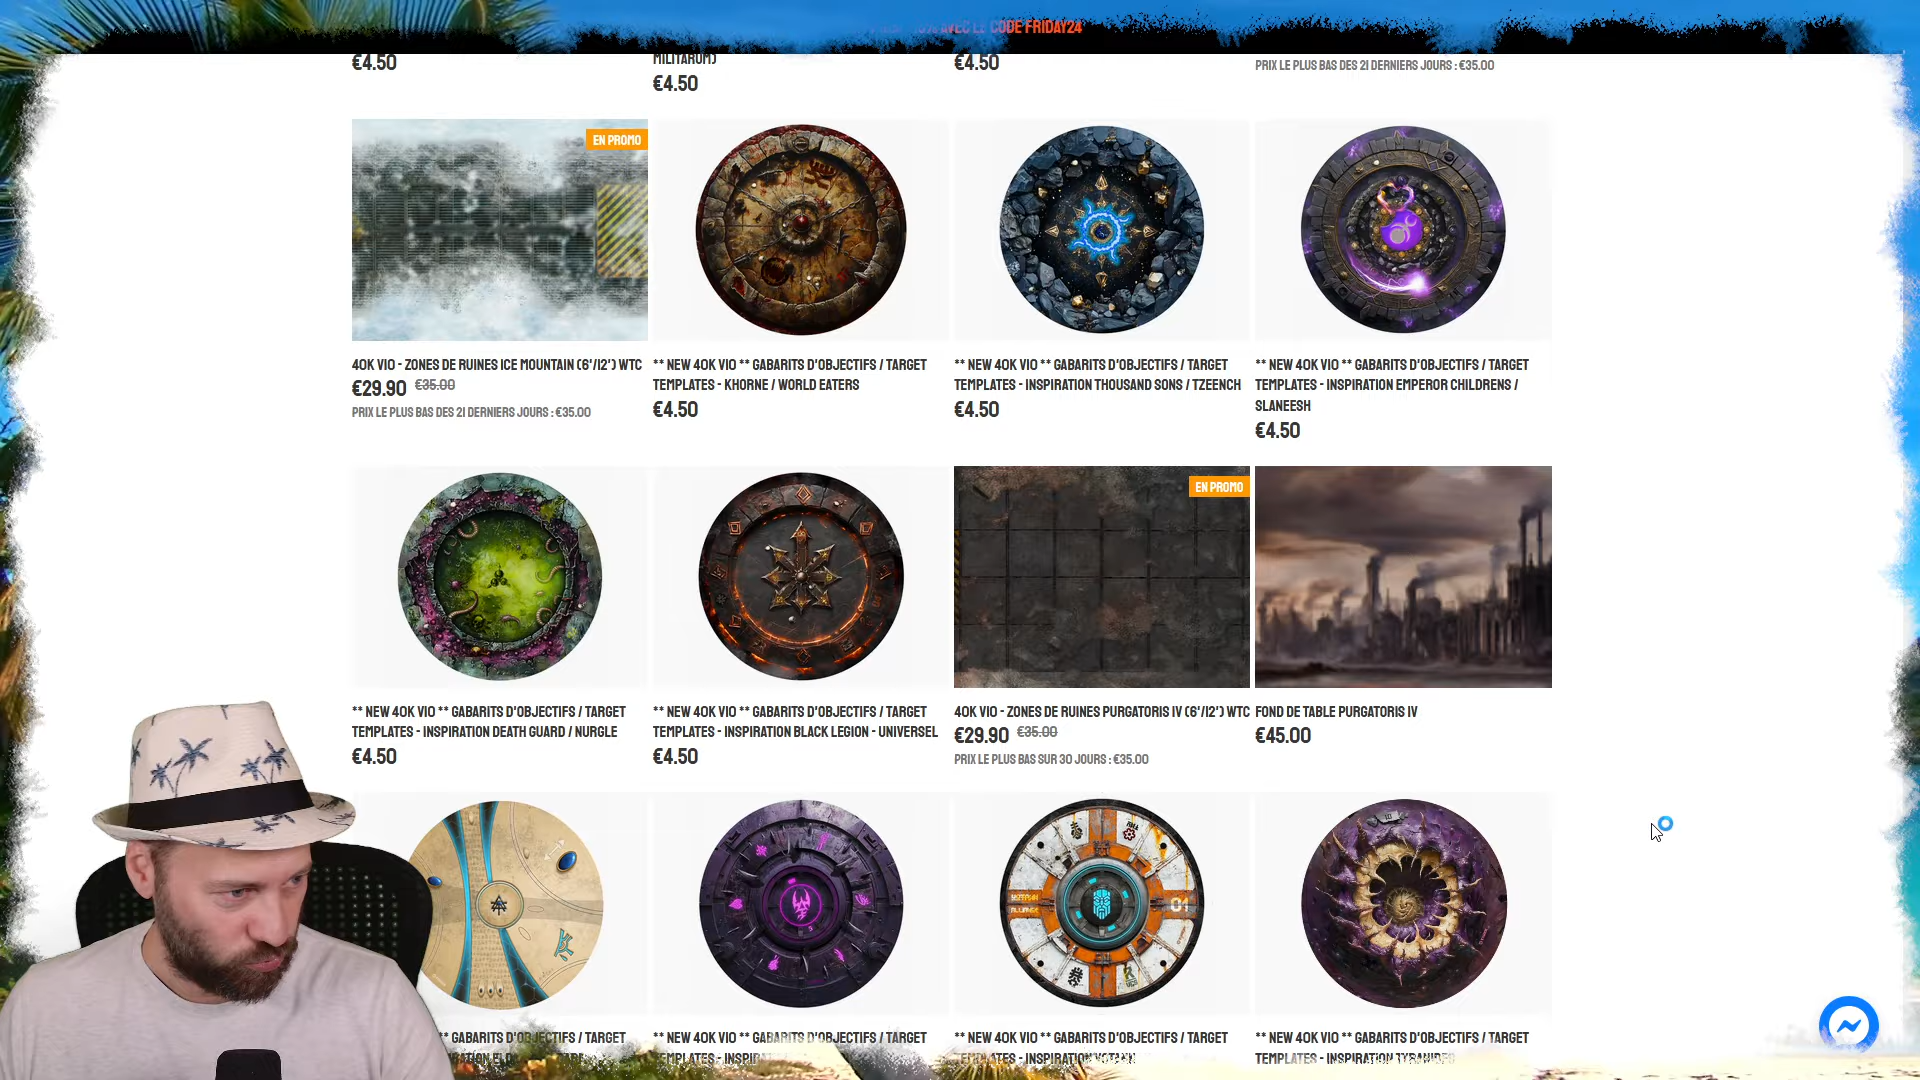 10% AVEC LE CODE FRIDAY24
€4.50
MILITARUM)
€4.50
€4.50
PRIX LE PLUS BAS DES 21 DERNIERS JOURS : €35.00
EN PROMO
40K VIO - ZONES DE RUINES ICE MOUNTAIN (6'/12') WTC
€29.90 €35.00
PRIX LE PLUS BAS DES 21 DERNIERS JOURS : €35.00
** NEW 40K VIO ** GABARITS D'OBJECTIFS / TARGET
TEMPLATES - KHORNE / WORLD EATERS
€4.50
** NEW 40K VIO ** GABARITS D'OBJECTIFS / TARGET
TEMPLATES - INSPIRATION THOUSAND SONS / TZEENCH
€4.50
** NEW 40K VIO ** GABARITS D'OBJECTIFS / TARGET
TEMPLATES - INSPIRATION EMPEROR CHILDRENS /
SLANEESH
€4.50
EN PROMO
** NEW 40K VIO ** GABARITS D'OBJECTIFS / TARGET
TEMPLATES - INSPIRATION DEATH GUARD / NURGLE
€4.50
** NEW 40K VIO ** GABARITS D'OBJECTIFS / TARGET
TEMPLATES - INSPIRATION BLACK LEGION - UNIVERSEL
€4.50
40K VIO - ZONES DE RUINES PURGATORIS IV (6'/12') WTC
€29.90 €35.00
PRIX LE PLUS BAS SUR 30 JOURS : €35.00
FOND DE TABLE PURGATORIS IV
€45.00
01
** GABARITS D'OBJECTIFS / TARGET
** NEW 40K VIO ** GABARITS D'OBJECTIFS / TARGET
TEMPLATES -
** NEW 40K VIO ** GABARITS D'OBJECTIFS / TARGET
TEMPLATES - INSPIRATION
** NEW 40K VIO ** GABARITS D'OBJECTIFS / TARGET
TEMPLATES - INSPIRATION